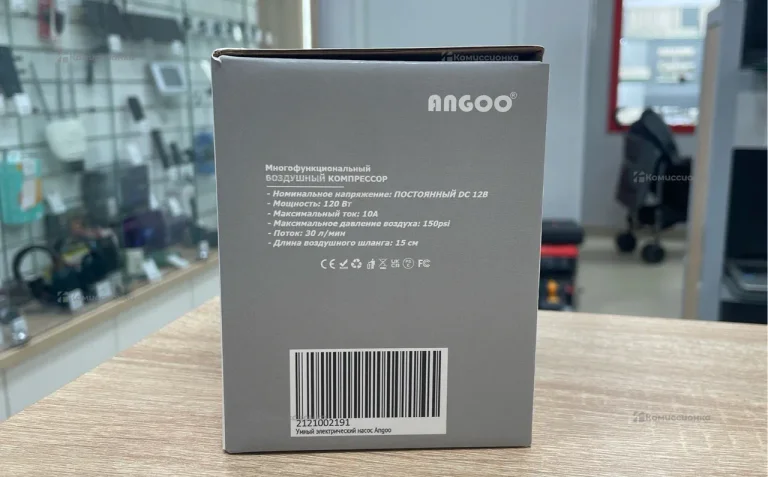 Комиссионка
ANGOO®
Многофункциональный
ВОЗДУШНЫЙ КОМПРЕССОР
- Номинальное напряжение: ПОСТОЯННЫЙ DC 12В
- Мощность: 120 Вт
- Максимальный ток: 10А
- Максимальное давление воздуха: 150psi
- Поток: 30 л/мин
- Длина воздушного шланга: 15 см
CE FC
2121002191
Умный электрический насос Angoo
Комиссионка
Комиссионка